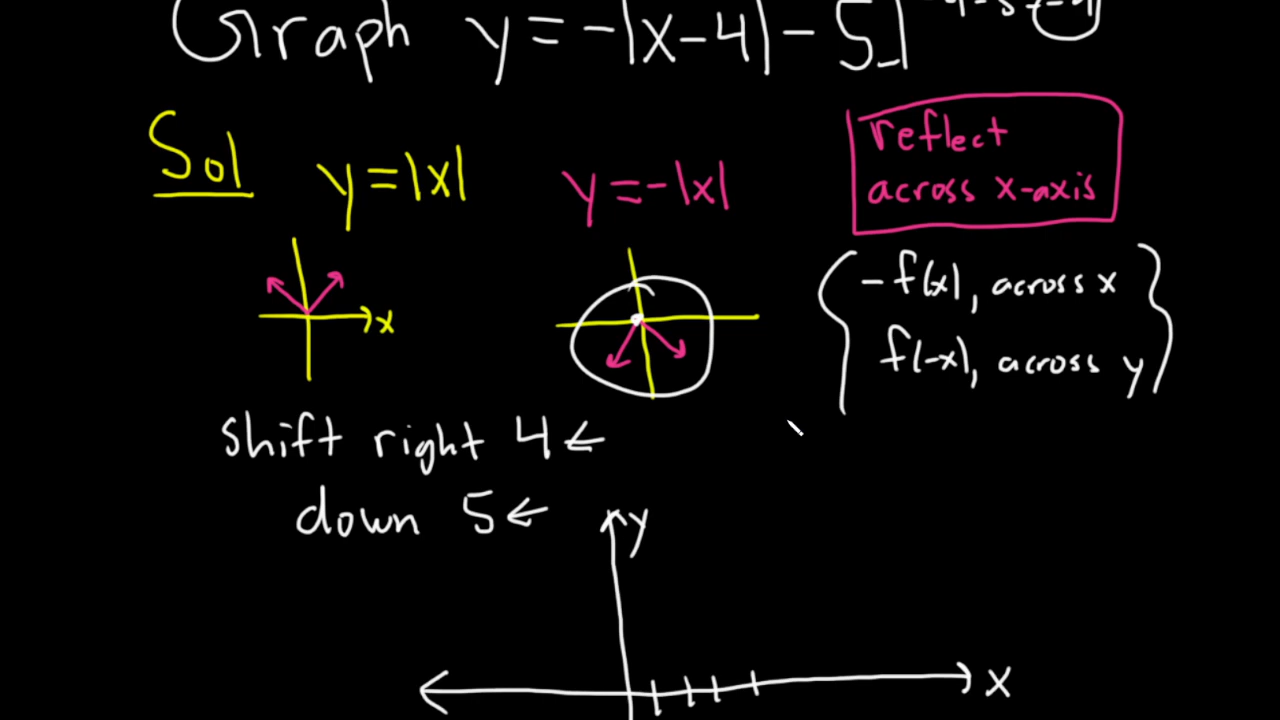 Graph y = -|x-4| - 5
Sol y = |x| y = -|x|
reflect
across x-axis
x
-f(x), across x
f(-x), across y
shift right 4 ←
down 5 ←
y
x